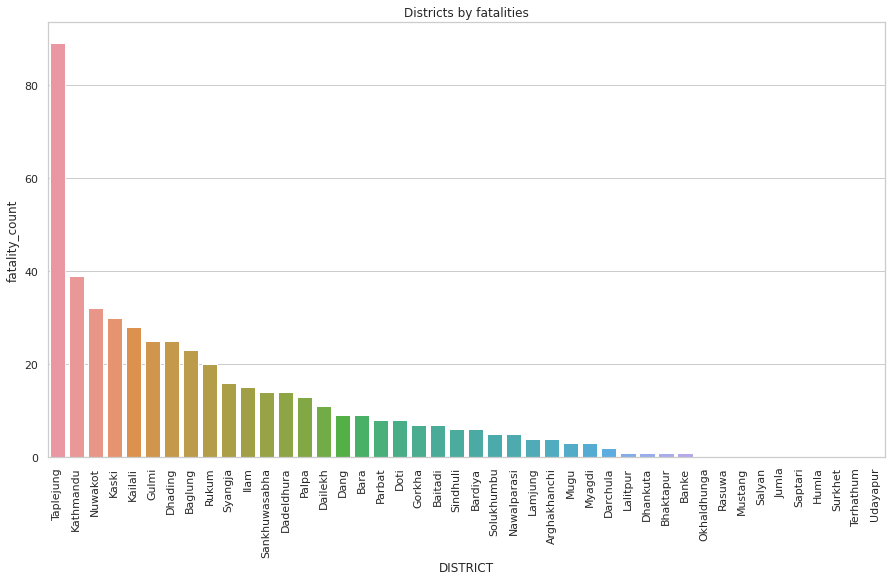 Districts by fatalities
fatality_count
80
60
40
20
0
Taplejung
Kathmandu
Nuwakot
Kaski
Kailali
Gulmi
Dhading
Baglung
Rukum
Syangja
Ilam
Sankhuwasabha
Dadeldhura
Palpa
Dailekh
Dang
Bara
Parbat
Doti
Gorkha
Baitadi
Sindhuli
Bardiya
Solukhumbu
Nawalparasi
Lamjung
Arghakhanchi
Mugu
Myagdi
Darchula
Lalitpur
Dhankuta
Bhaktapur
Banke
Okhaldhunga
Rasuwa
Mustang
Salyan
Jumla
Saptari
Humla
Surkhet
Terhathum
Udayapur
DISTRICT